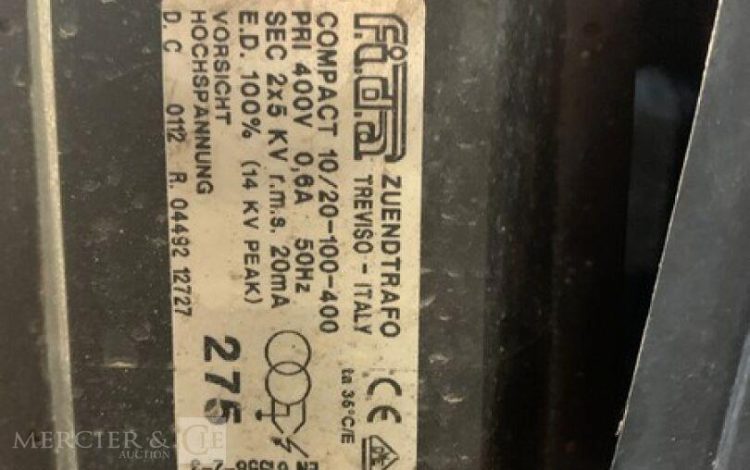 f.i.d.a ZUENDTRAFO
TREVISO - ITALY
COMPACT 10/20-100-400
PRI 400V 0,6A 50Hz
SEC 2x5 KV r.m.s. 20mA
E.D. 100% (14 KV PEAK)
VORSICHT
HOCHSPANNUNG
D. C 0112 R. 04492 12727
CE
ta 35°C/E
275
MERCIER & CIE
AUCTION